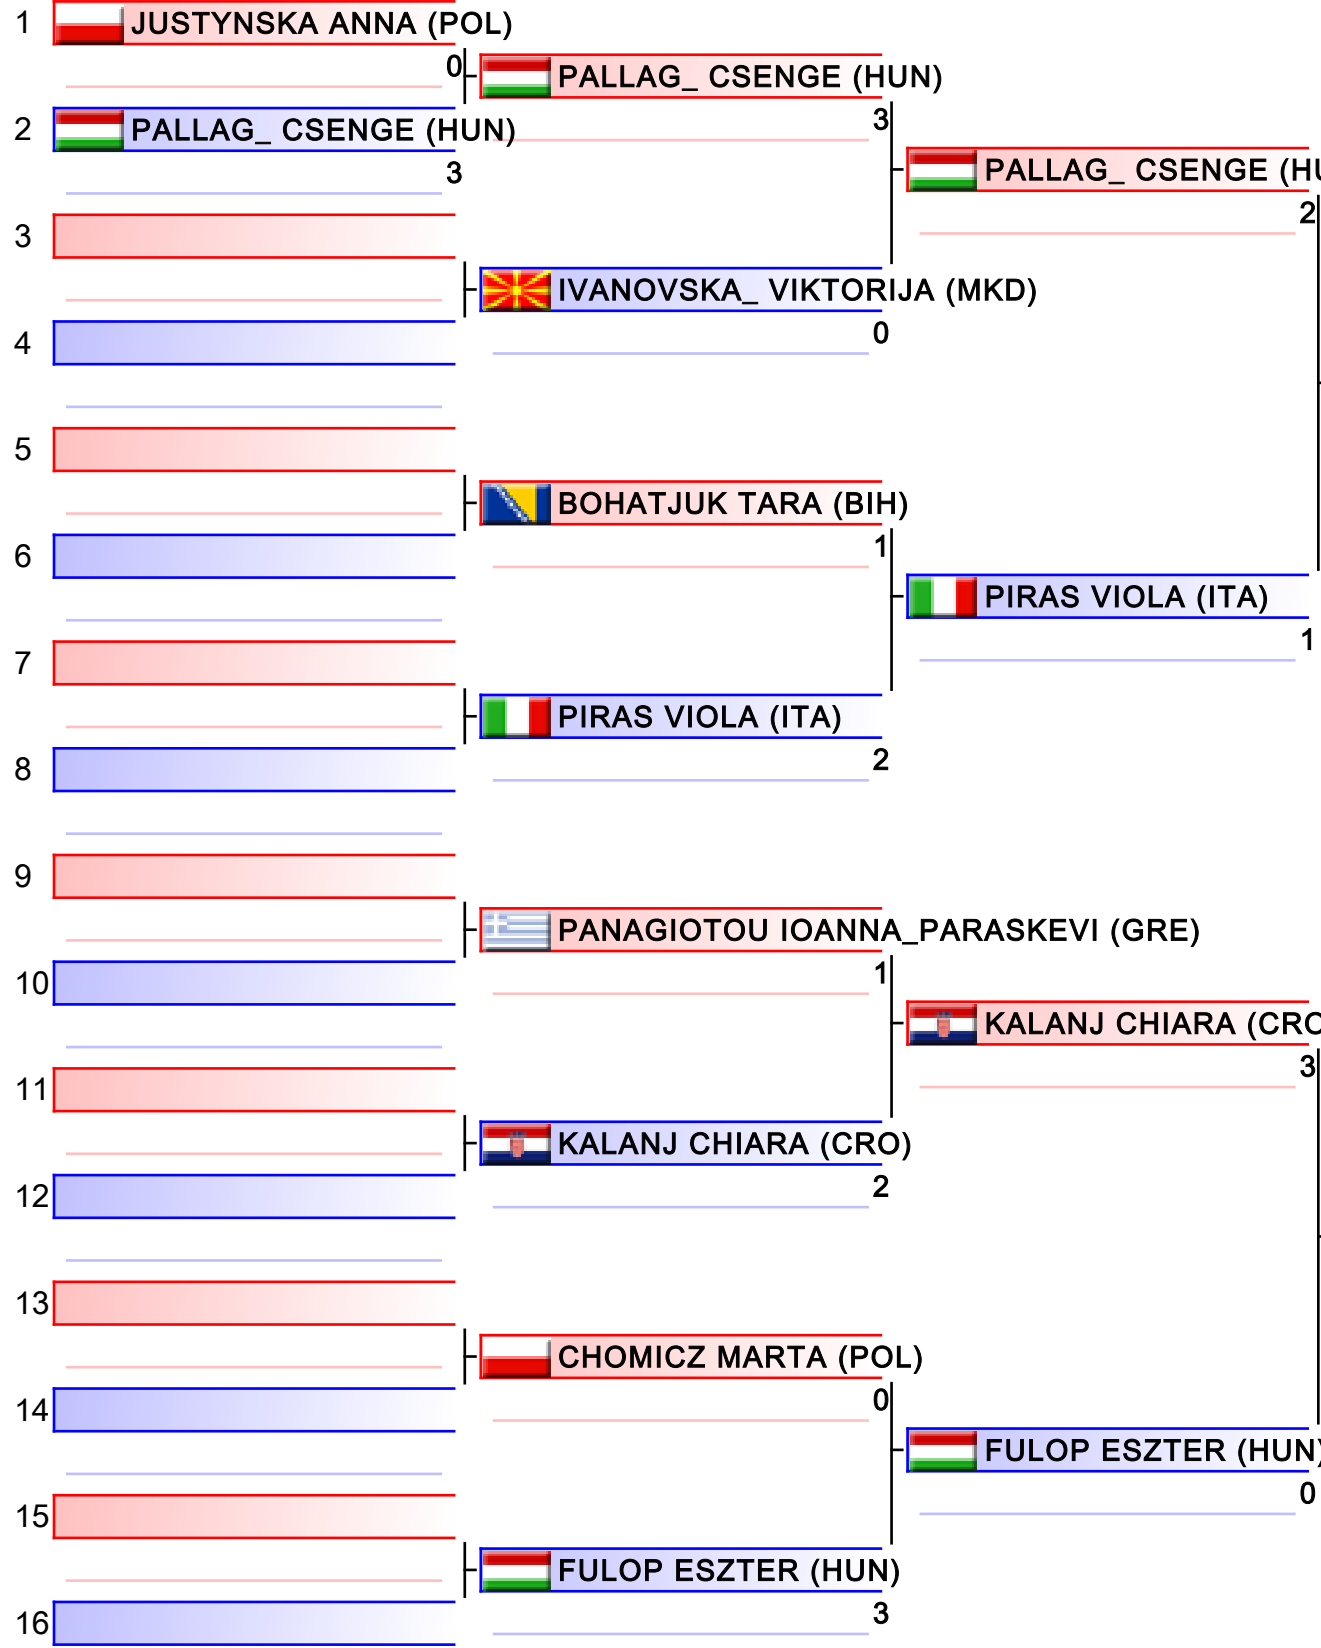 1 JUSTYNSKA ANNA (POL)
0
PALLAG_ CSENGE (HUN)
3
2 PALLAG_ CSENGE (HUN)
3
PALLAG_ CSENGE (HU
2
3
IVANOVSKA_ VIKTORIJA (MKD)
0
4
5
BOHATJUK TARA (BIH)
1
6
PIRAS VIOLA (ITA)
1
7
PIRAS VIOLA (ITA)
2
8
9
PANAGIOTOU IOANNA_PARASKEVI (GRE)
1
10
KALANJ CHIARA (CRO
3
11
KALANJ CHIARA (CRO)
2
12
13
CHOMICZ MARTA (POL)
0
14
FULOP ESZTER (HUN)
0
15
FULOP ESZTER (HUN)
3
16